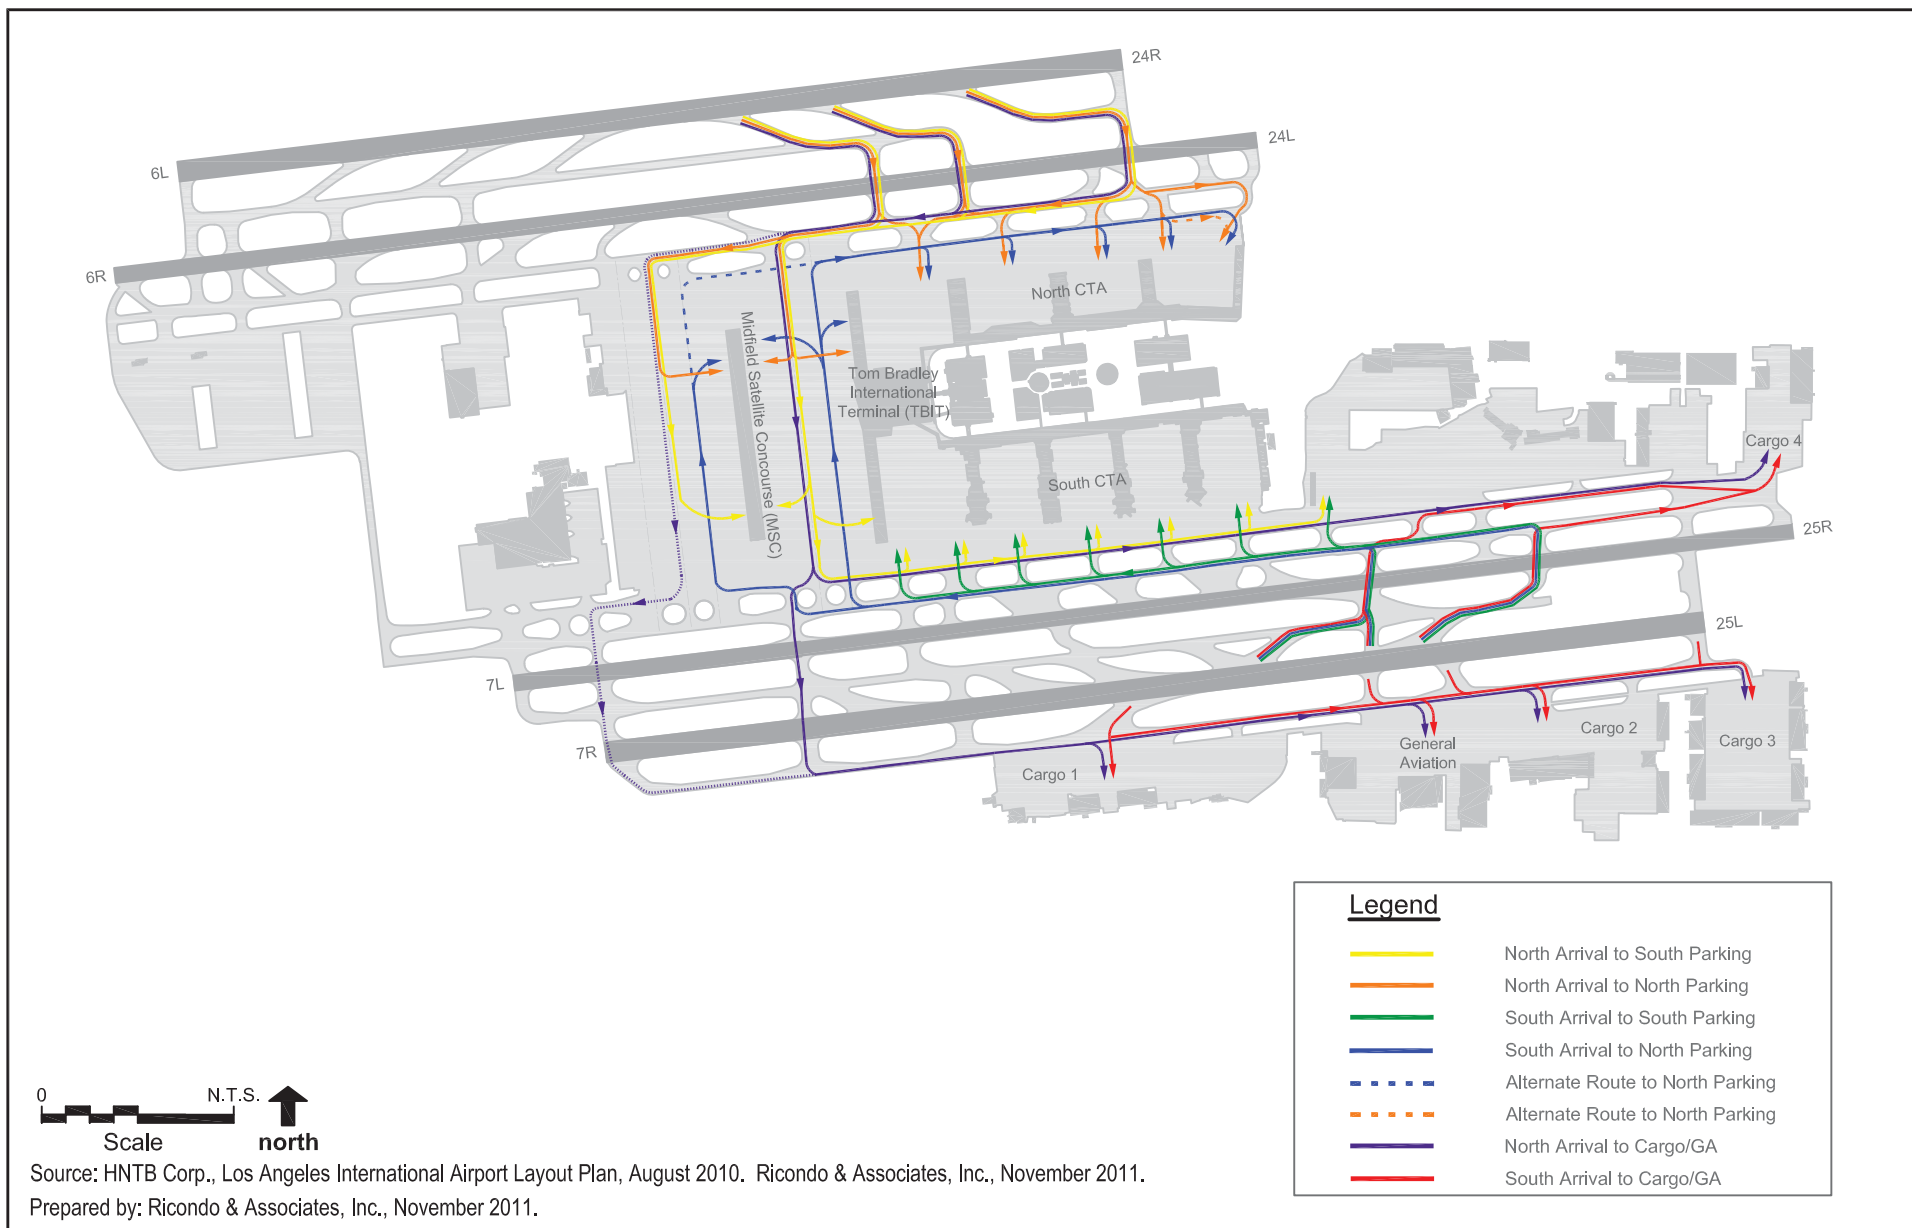 24R
24L
6L
6R
North CTA
Midfield Satellite Concourse (MSC)
Tom Bradley
International
Terminal (TBIT)
South CTA
Cargo 4
25R
25L
7L
7R
Cargo 1
General
Aviation
Cargo 2
Cargo 3
Legend
North Arrival to South Parking
North Arrival to North Parking
South Arrival to South Parking
South Arrival to North Parking
Alternate Route to North Parking
Alternate Route to North Parking
North Arrival to Cargo/GA
South Arrival to Cargo/GA
0 N.T.S.
Scale
north
Source: HNTB Corp., Los Angeles International Airport Layout Plan, August 2010. Ricondo & Associates, Inc., November 2011.
Prepared by: Ricondo & Associates, Inc., November 2011.